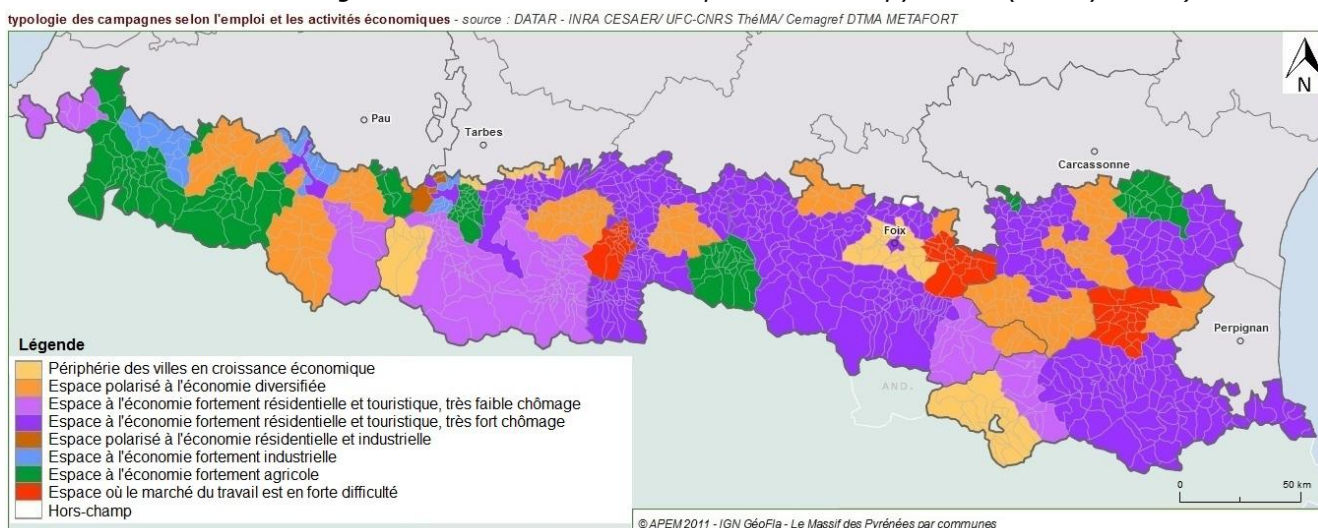 typologie des campagnes selon l'emploi et les activités économiques - source : DATAR - INRA CESAER/ UFC-CNRS ThéMA/ Cemagref DTMA METAFORT
N
Pau
Tarbes
Carcassonne
Foix
Perpignan
AND.
Légende
Périphérie des villes en croissance économique
Espace polarisé à l'économie diversifiée
Espace à l'économie fortement résidentielle et touristique, très faible chômage
Espace à l'économie fortement résidentielle et touristique, très fort chômage
Espace polarisé à l'économie résidentielle et industrielle
Espace à l'économie fortement industrielle
Espace à l'économie fortement agricole
Espace où le marché du travail est en forte difficulté
Hors-champ
0 50 km
© APEM 2011 - IGN GéoFla - Le Massif des Pyrénées par communes